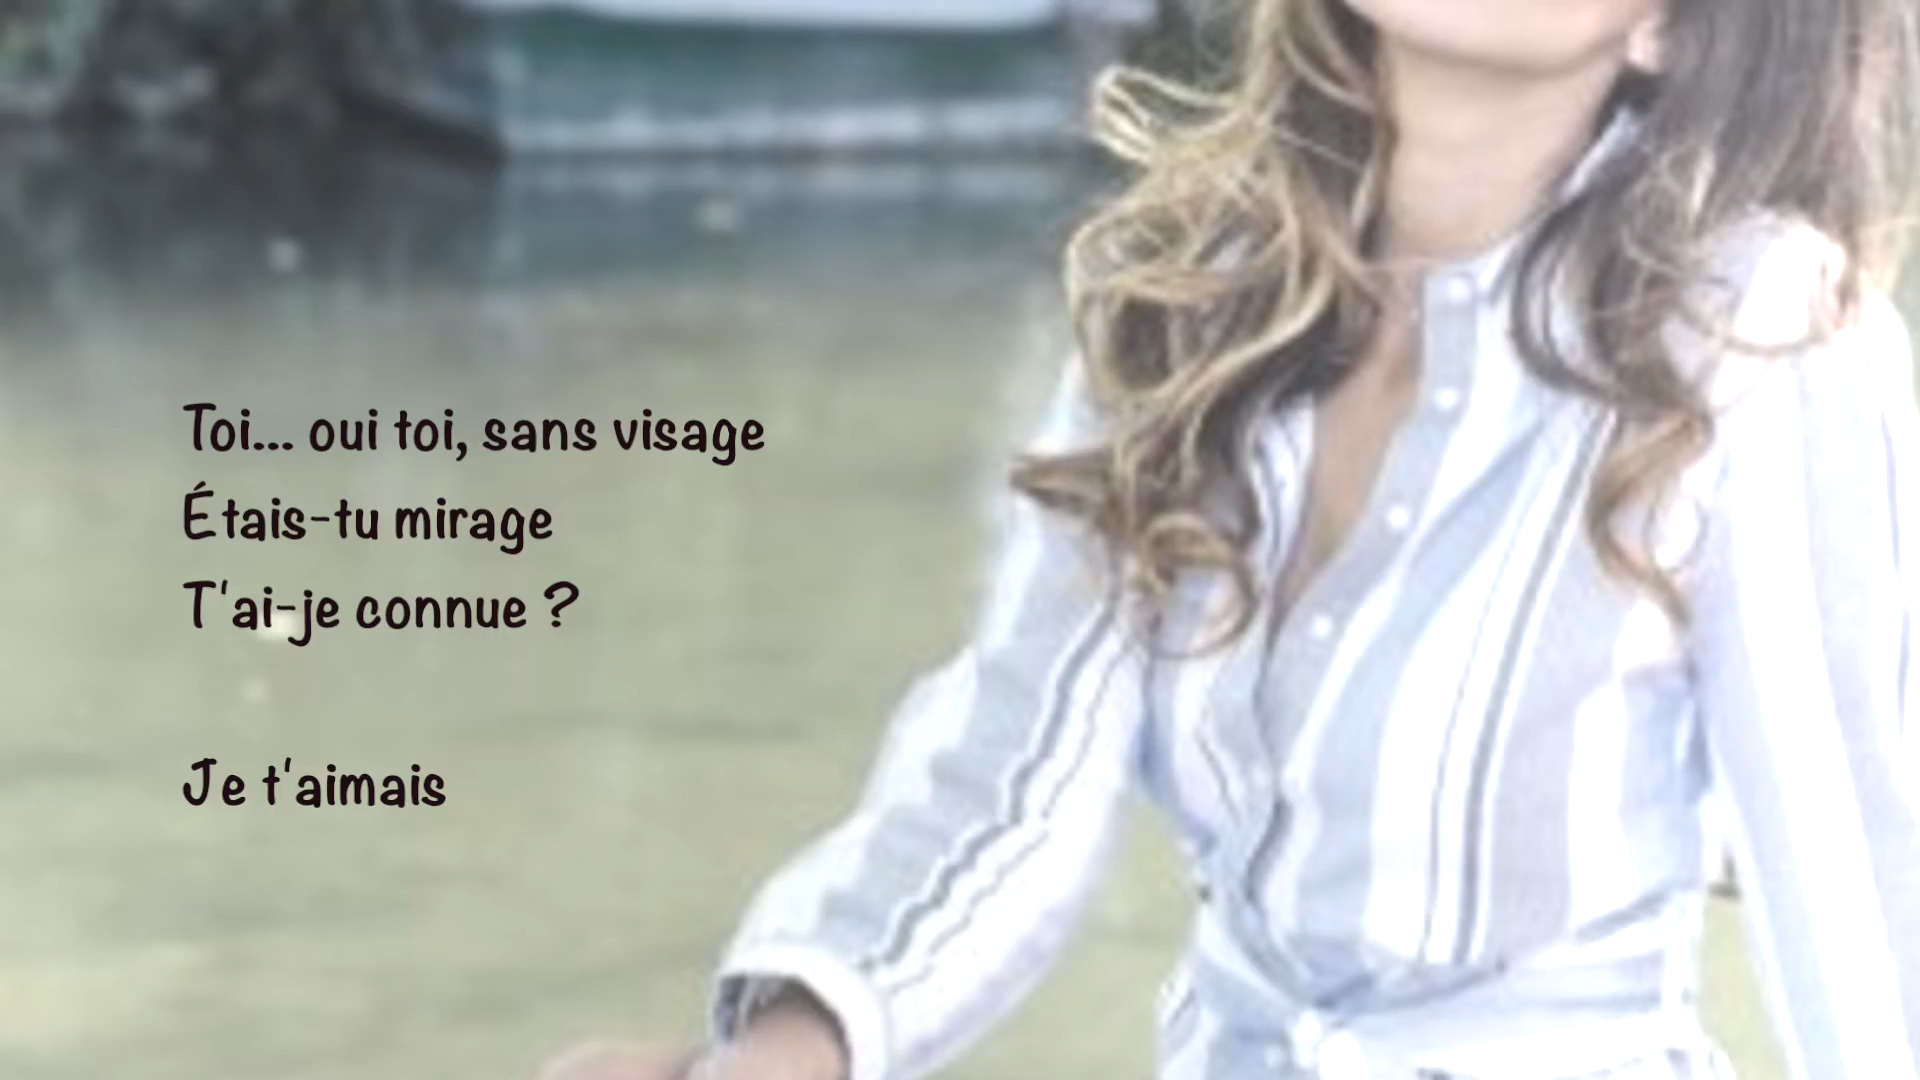 Toi... oui toi, sans visage
Étais-tu mirage
T'ai-je connue ?
Je t'aimais